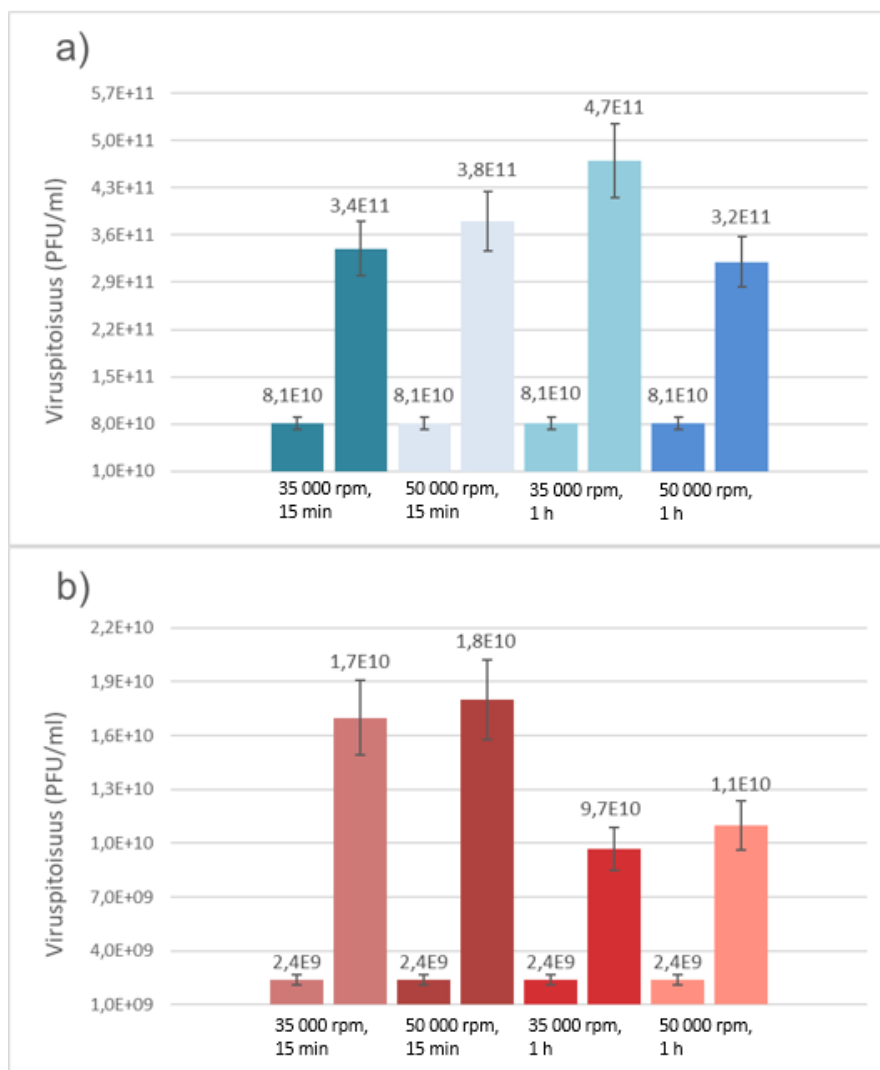 a)
Viruspitoisuus (PFU/ml)
5,7E+11
5,0E+11
4,3E+11
3,6E+11
2,9E+11
2,2E+11
1,5E+11
8,0E+10
1,0E+10
8,1E10
3,4E11
8,1E10
3,8E11
8,1E10
4,7E11
8,1E10
3,2E11
35 000 rpm,
15 min
50 000 rpm,
15 min
35 000 rpm,
1 h
50 000 rpm,
1 h
b)
Viruspitoisuus (PFU/ml)
2,2E+10
1,9E+10
1,6E+10
1,3E+10
1,0E+10
7,0E+09
4,0E+09
1,0E+09
2,4E9
1,7E10
2,4E9
1,8E10
2,4E9
9,7E10
2,4E9
1,1E10
35 000 rpm,
15 min
50 000 rpm,
15 min
35 000 rpm,
1 h
50 000 rpm,
1 h